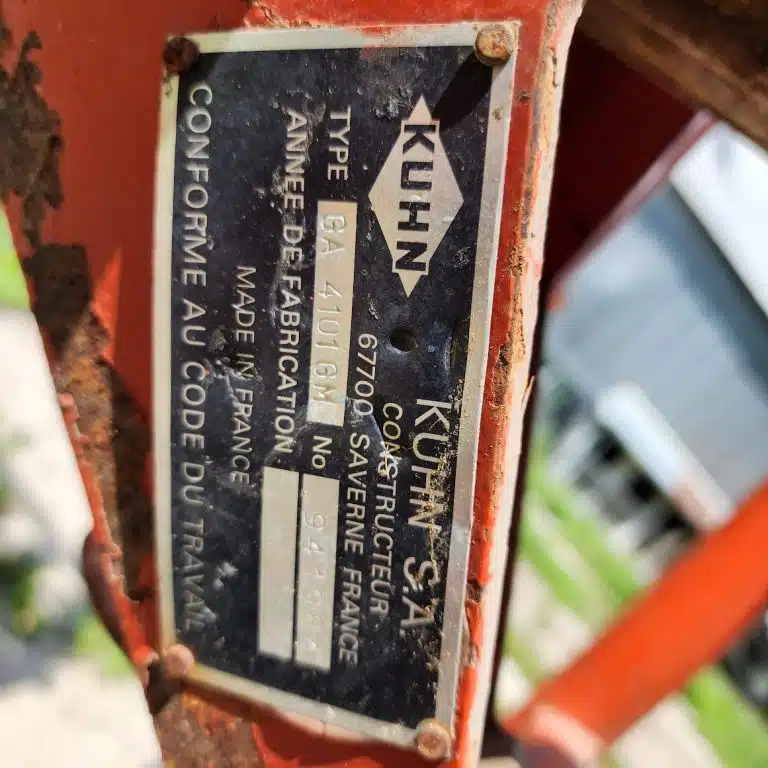 KUHN
KUHN S.A.
CONSTRUCTEUR
67700 SAVERNE FRANCE
TYPE GA 4101GM No
ANNEE DE FABRICATION
MADE IN FRANCE
CONFORME AU CODE DU TRAVAIL